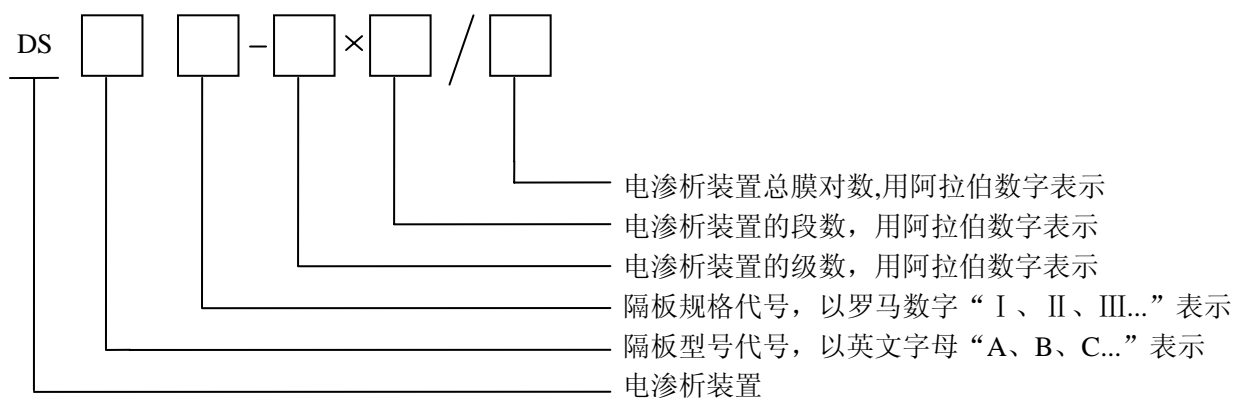 DS - × /
电渗析装置总膜对数,用阿拉伯数字表示
电渗析装置的段数，用阿拉伯数字表示
电渗析装置的级数，用阿拉伯数字表示
隔板规格代号，以罗马数字“Ⅰ、Ⅱ、Ⅲ...”表示
隔板型号代号，以英文字母“A、B、C...”表示
电渗析装置